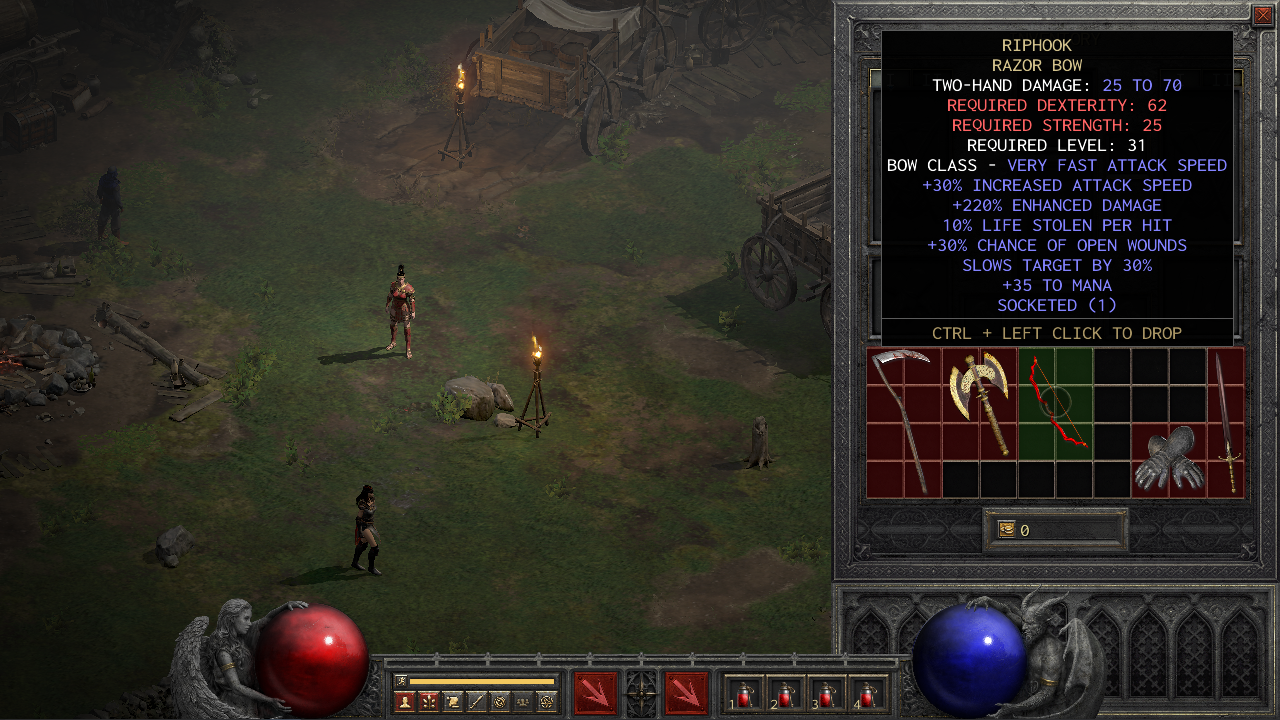 RIPHOOK
RAZOR BOW
TWO-HAND DAMAGE: 25 TO 70
REQUIRED DEXTERITY: 62
REQUIRED STRENGTH: 25
REQUIRED LEVEL: 31
BOW CLASS - VERY FAST ATTACK SPEED
+30% INCREASED ATTACK SPEED
+220% ENHANCED DAMAGE
10% LIFE STOLEN PER HIT
+30% CHANCE OF OPEN WOUNDS
SLOWS TARGET BY 30%
+35 TO MANA
SOCKETED (1)
CTRL + LEFT CLICK TO DROP
0
1 2 3 4